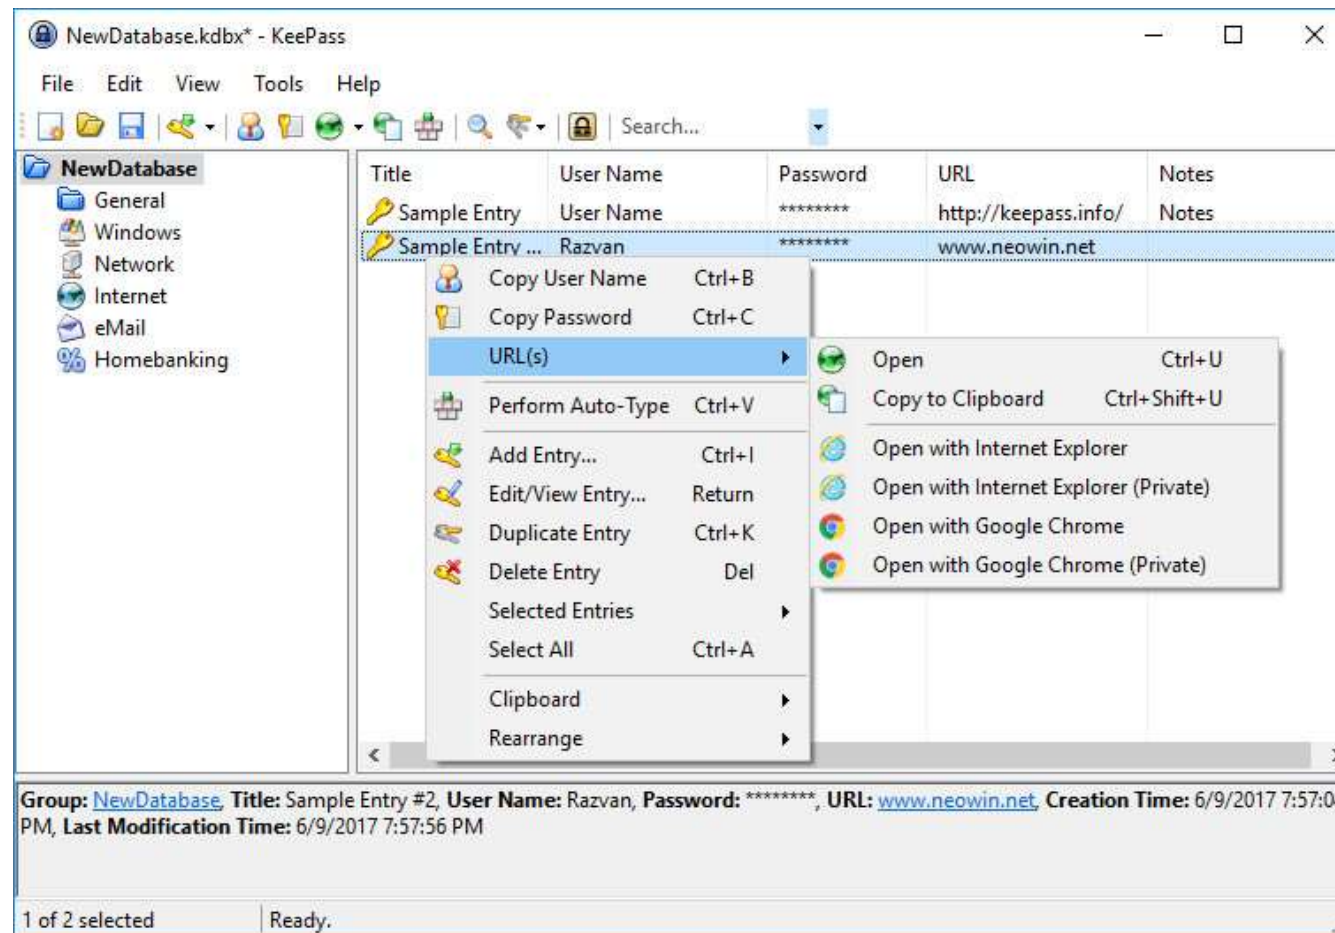 NewDatabase.kdbx* - KeePass
File Edit View Tools Help
Search...
NewDatabase
General
Windows
Network
Internet
eMail
Homebanking
Title User Name Password URL Notes
Sample Entry User Name ******** http://keepass.info/ Notes
Sample Entry ... Razvan ******** www.neowin.net
Copy User Name Ctrl+B
Copy Password Ctrl+C
URL(s)
Perform Auto-Type Ctrl+V
Add Entry... Ctrl+I
Edit/View Entry... Return
Duplicate Entry Ctrl+K
Delete Entry Del
Selected Entries
Select All Ctrl+A
Clipboard
Rearrange
Open Ctrl+U
Copy to Clipboard Ctrl+Shift+U
Open with Internet Explorer
Open with Internet Explorer (Private)
Open with Google Chrome
Open with Google Chrome (Private)
Group: NewDatabase, Title: Sample Entry #2, User Name: Razvan, Password: ********, URL: www.neowin.net, Creation Time: 6/9/2017
PM, Last Modification Time: 6/9/2017 7:57:56 PM
1 of 2 selected Ready.